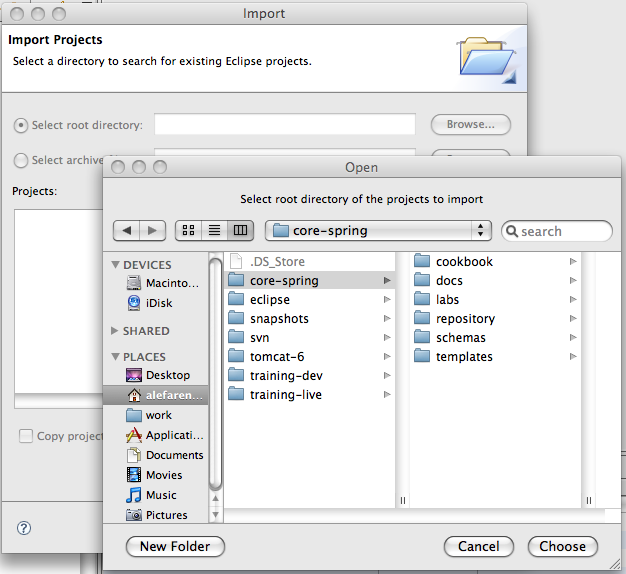 Import
Import Projects
Select a directory to search for existing Eclipse projects.
Select root directory:
Browse...
Select archive
Projects:
Copy project
?
Open
Select root directory of the projects to import
core-spring
search
DEVICES
Macinto...
iDisk
SHARED
PLACES
Desktop
alefaren...
work
Applicati...
Documents
Movies
Music
Pictures
.DS_Store
core-spring
eclipse
snapshots
svn
tomcat-6
training-dev
training-live
cookbook
docs
labs
repository
schemas
templates
New Folder
Cancel
Choose